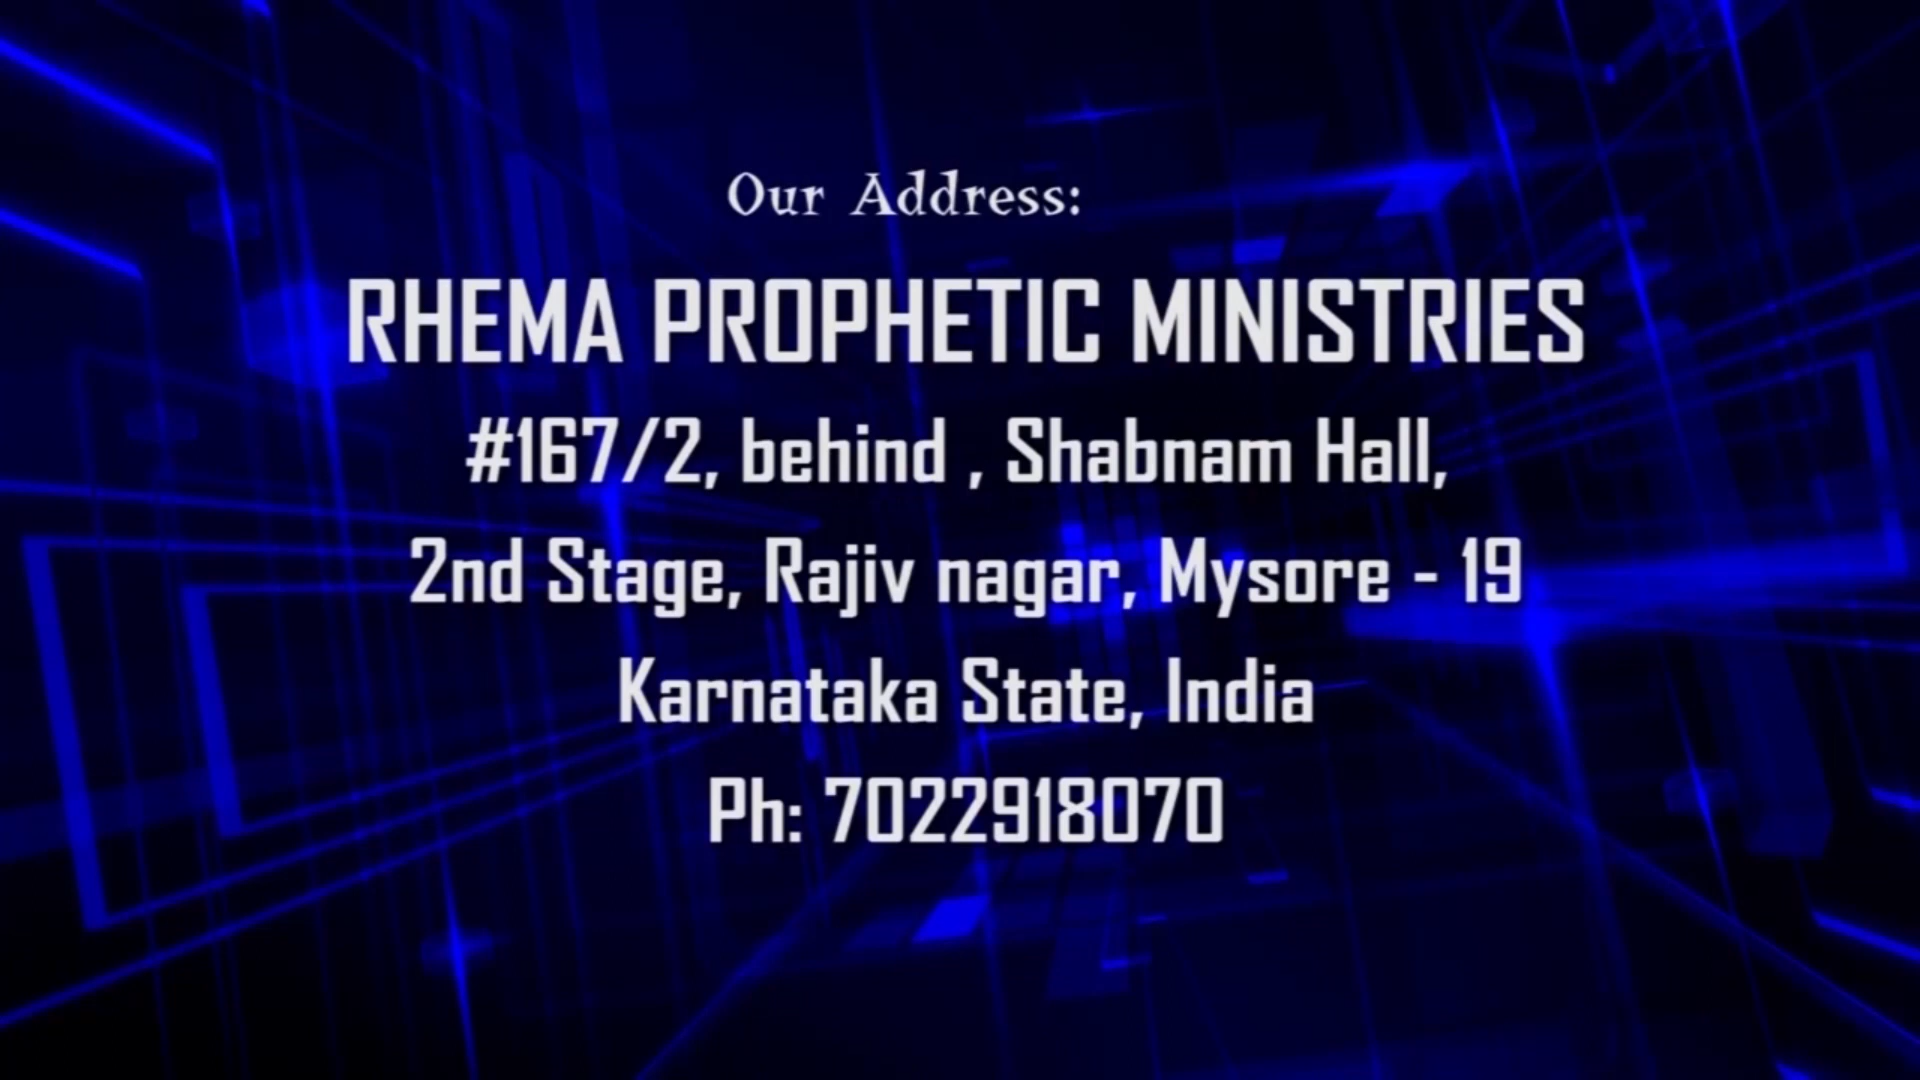 Our Address:
RHEMA PROPHETIC MINISTRIES
#167/2, behind , Shabnam Hall,
2nd Stage, Rajiv nagar, Mysore - 19
Karnataka State, India
Ph: 7022918070